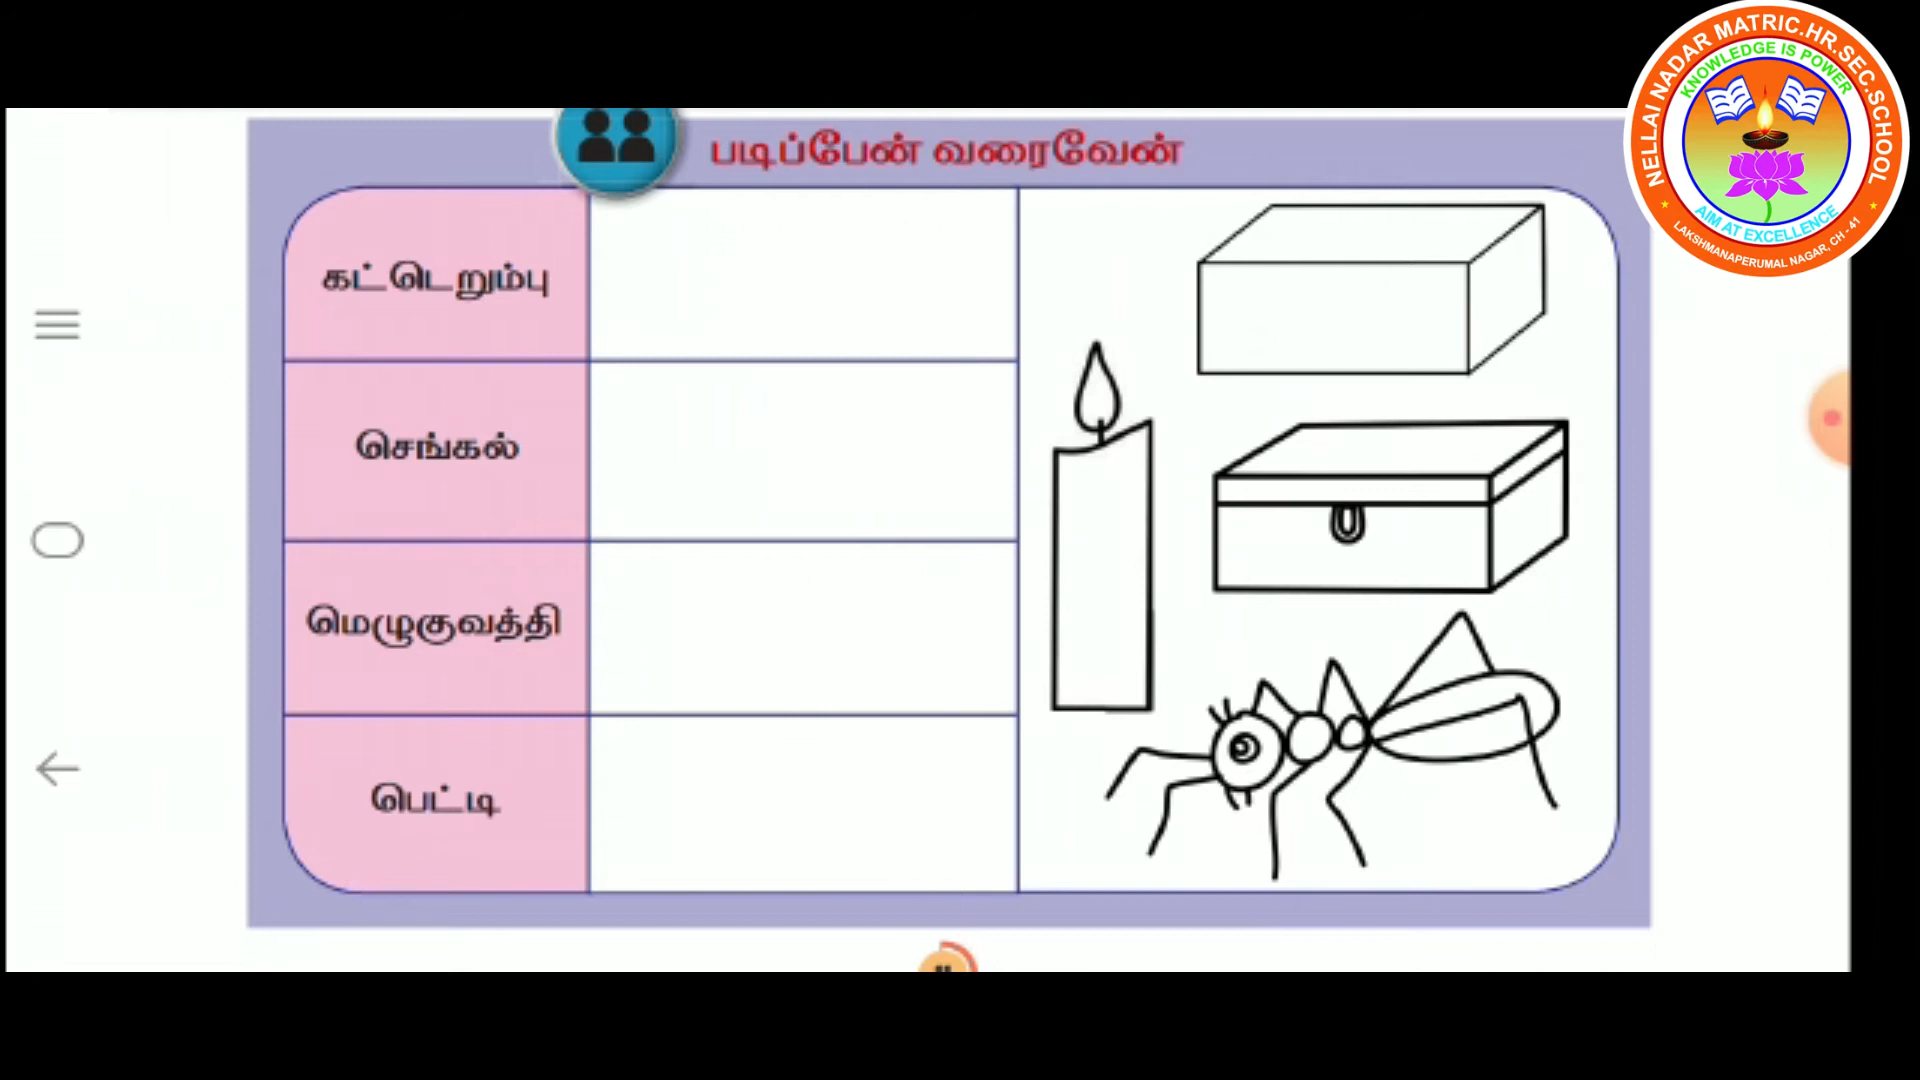 படிப்பேன் வரைவேன்
கட்டெறும்பு
செங்கல்
மெழுகுவத்தி
பெட்டி
NELLAI NADAR MATRIC.HR.SEC.SCHOOL
KNOWLEDGE IS POWER
AIM AT EXCELLENCE
LAKSHMANAPERUMAL NAGAR, CH - 41